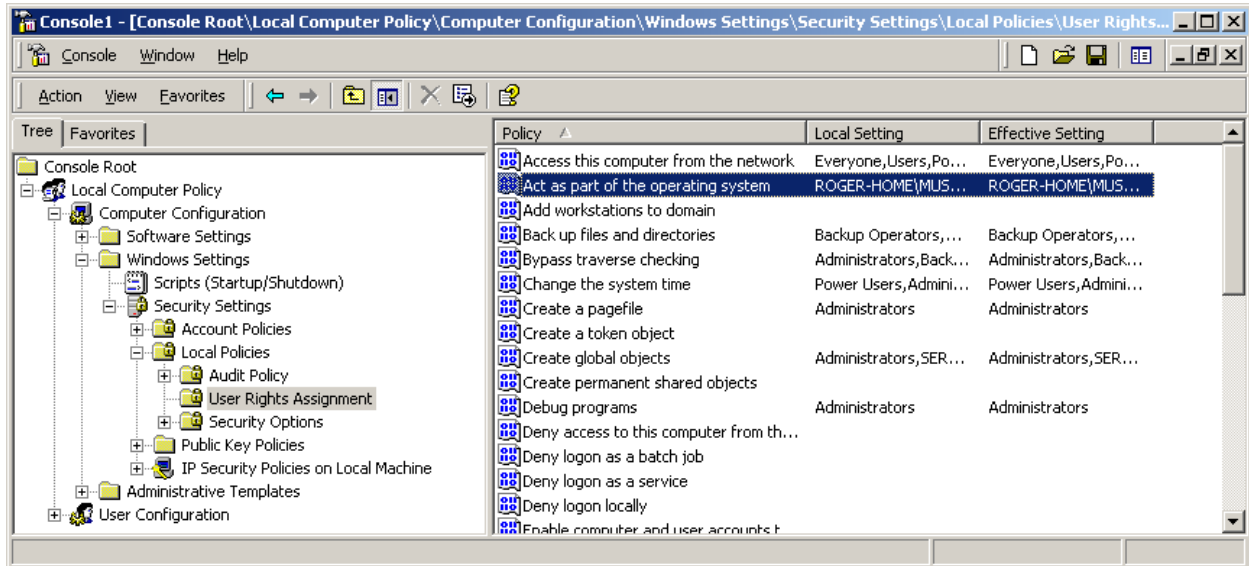 Console1 - [Console Root\Local Computer Policy\Computer Configuration\Windows Settings\Security Settings\Local Policies\User Rights...
Console Window Help
Action View Favorites
Tree Favorites
Console Root
Local Computer Policy
Computer Configuration
Software Settings
Windows Settings
Scripts (Startup/Shutdown)
Security Settings
Account Policies
Local Policies
Audit Policy
User Rights Assignment
Security Options
Public Key Policies
IP Security Policies on Local Machine
Administrative Templates
User Configuration
Policy Local Setting Effective Setting
Access this computer from the network Everyone,Users,Po... Everyone,Users,Po...
Act as part of the operating system ROGER-HOME\MUS... ROGER-HOME\MUS...
Add workstations to domain
Back up files and directories Backup Operators,... Backup Operators,...
Bypass traverse checking Administrators,Back... Administrators,Back...
Change the system time Power Users,Admini... Power Users,Admini...
Create a pagefile Administrators Administrators
Create a token object
Create global objects Administrators,SER... Administrators,SER...
Create permanent shared objects
Debug programs Administrators Administrators
Deny access to this computer from th...
Deny logon as a batch job
Deny logon as a service
Deny logon locally
Enable computer and user accounts t